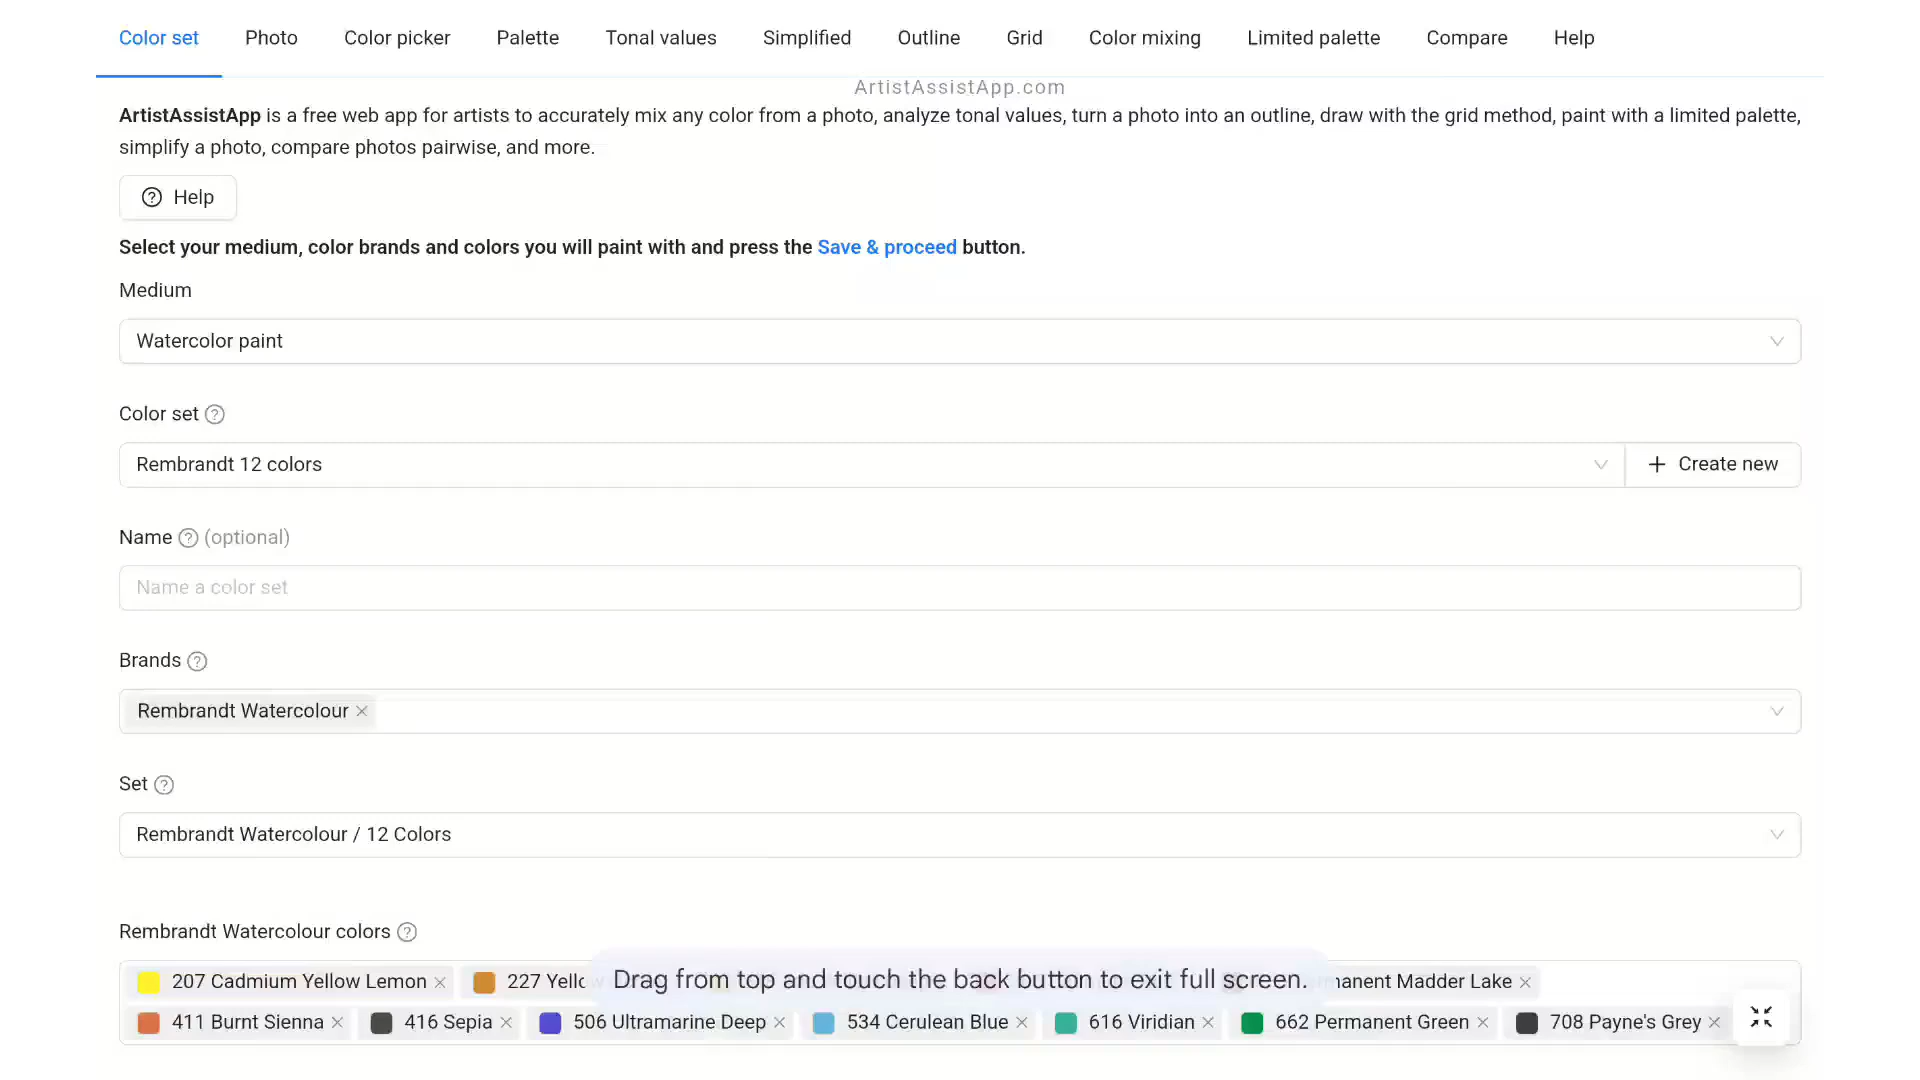 Color set Photo Color picker Palette Tonal values Simplified Outline Grid Color mixing Limited palette Compare Help
ArtistAssistApp.com
ArtistAssistApp is a free web app for artists to accurately mix any color from a photo, analyze tonal values, turn a photo into an outline, draw with the grid method, paint with a limited palette,
simplify a photo, compare photos pairwise, and more.
Help
Select your medium, color brands and colors you will paint with and press the Save & proceed button.
Medium
Watercolor paint
Color set
Rembrandt 12 colors
Create new
Name (optional)
Name a color set
Brands
Rembrandt Watercolour
Set
Rembrandt Watercolour / 12 Colors
Rembrandt Watercolour colors
207 Cadmium Yellow Lemon 227 Madder Lake
Drag from top and touch the back button to exit full screen.
411 Burnt Sienna 416 Sepia 506 Ultramarine Deep 534 Cerulean Blue 616 Viridian 662 Permanent Green 708 Payne's Grey